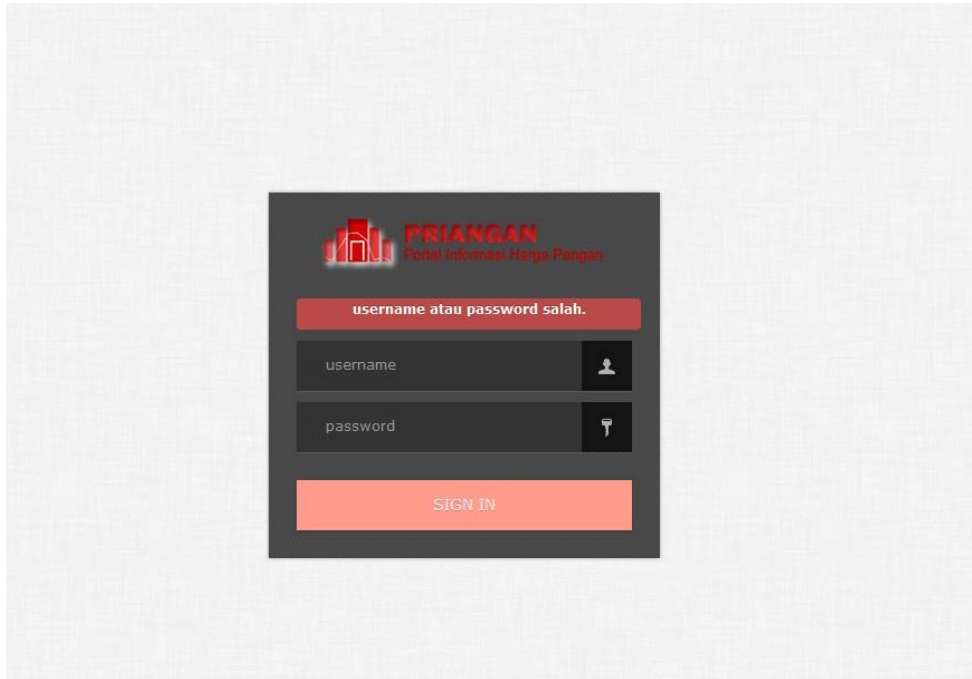 PRIANGAN
Portal Informasi Harga Pangan
username atau password salah.
username
password
SIGN IN